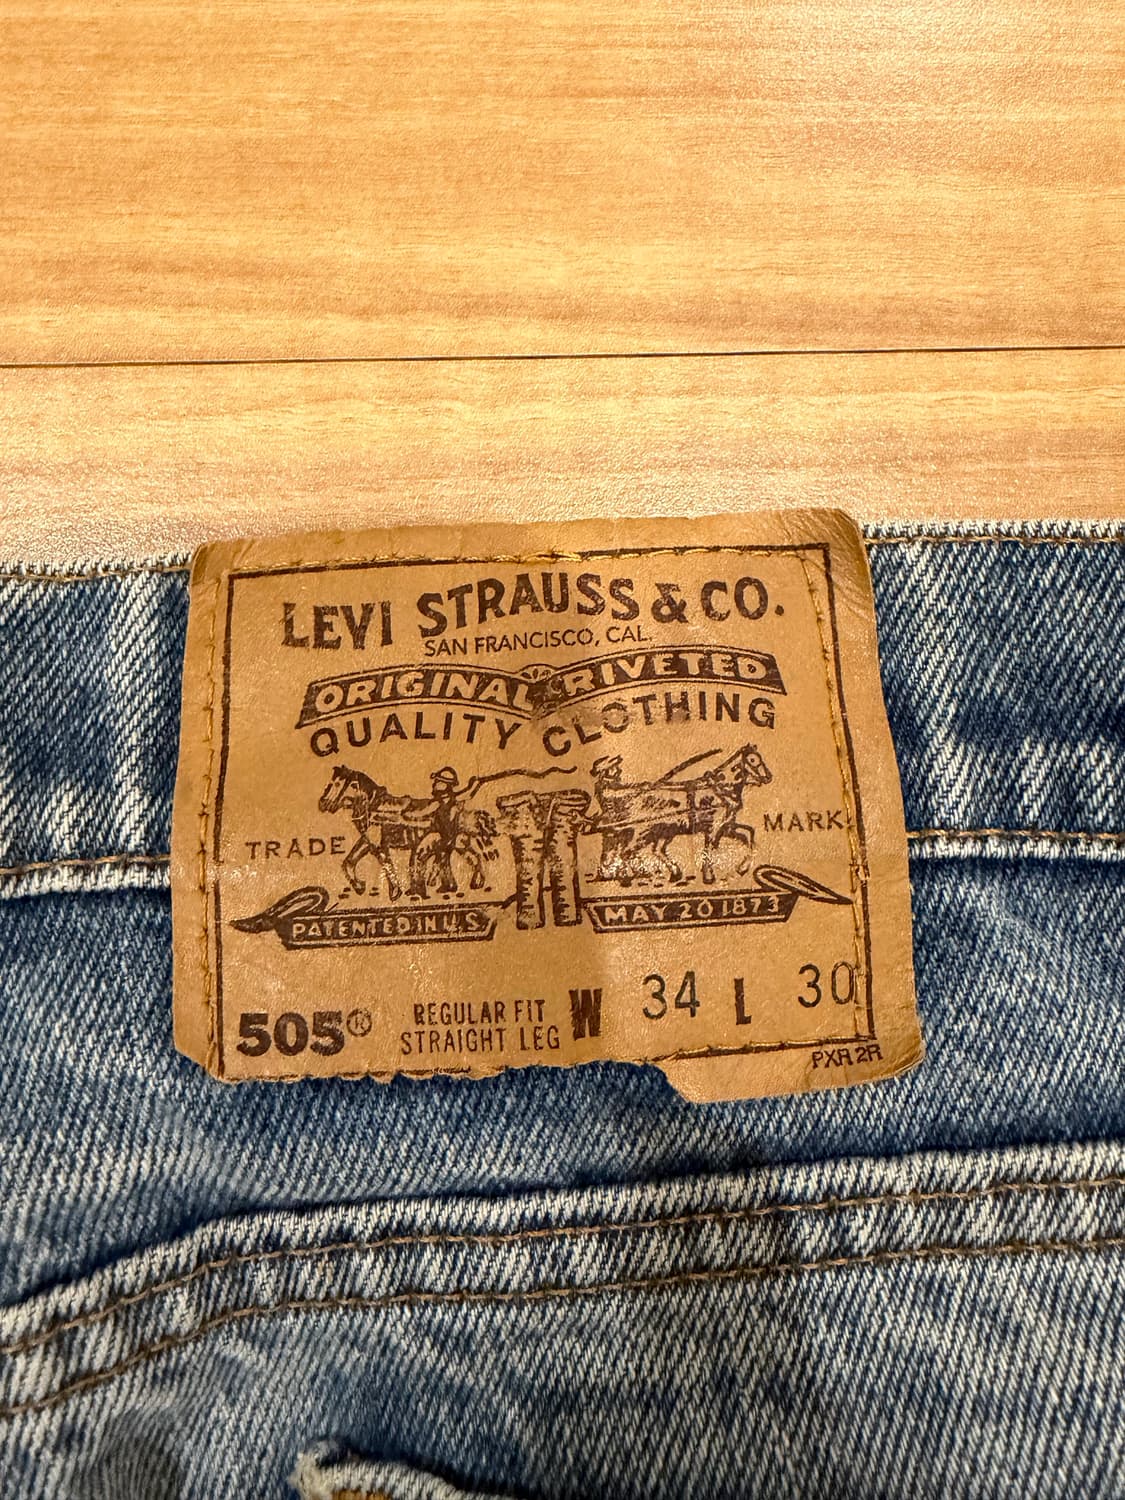 LEVI STRAUSS & CO.
SAN FRANCISCO, CAL.
ORIGINAL RIVETED
QUALITY CLOTHING
TRADE MARK
PATENTED IN U.S. MAY 20 1873
505® REGULAR FIT STRAIGHT LEG W 34 L 30
PXR 2R